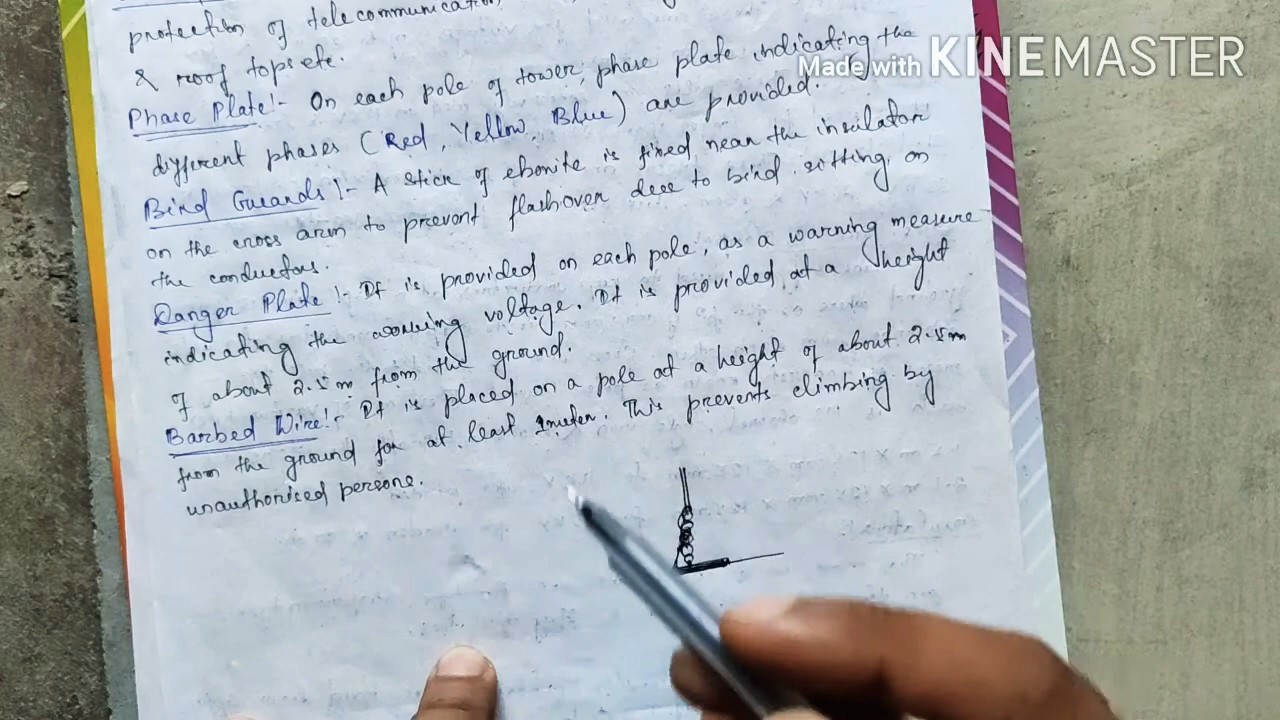 protection of telecommunication
& roof tops etc.
Phase Plate:- On each pole of tower, phase plate indicating the
different phases (Red, Yellow, Blue) are provided.
Bird Guards:- A stick of ebonite is fixed near the insulator
on the cross arm to prevent flashover due to bird sitting on
the conductors.
Danger Plate:- It is provided on each pole, as a warning measure
indicating the working voltage. It is provided at a height
of about 2.5m from the ground.
Barbed Wire:- It is placed on a pole at a height of about 2.5m
from the ground for at least 1meter. This prevents climbing by
unauthorised persons.
Made with KINEMASTER